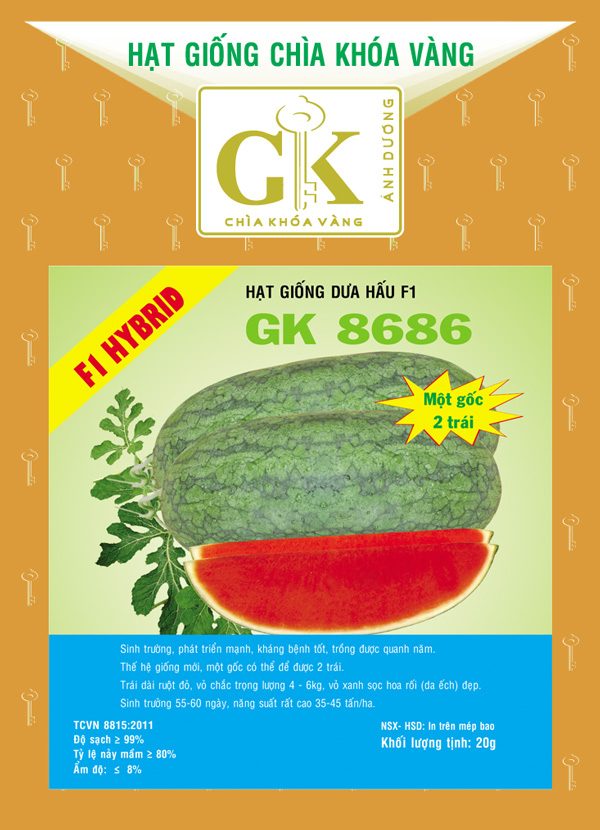 HẠT GIỐNG CHÌA KHÓA VÀNG
GK
ÁNH DƯƠNG
CHÌA KHÓA VÀNG
F1 HYBRID
HẠT GIỐNG DƯA HẤU F1
GK 8686
Một gốc
2 trái
Sinh trưởng, phát triển mạnh, kháng bệnh tốt, trồng được quanh năm.
Thế hệ giống mới, một gốc có thể để được 2 trái.
Trái dài ruột đỏ, vỏ chắc trọng lượng 4 - 6kg, vỏ xanh sọc hoa rối (da ếch) đẹp.
Sinh trưởng 55-60 ngày, năng suất rất cao 35-45 tấn/ha.
TCVN 8815:2011
Độ sạch ≥ 99%
Tỷ lệ nảy mầm ≥ 80%
Ẩm độ: ≤ 8%
NSX- HSD: In trên mép bao
Khối lượng tịnh: 20g